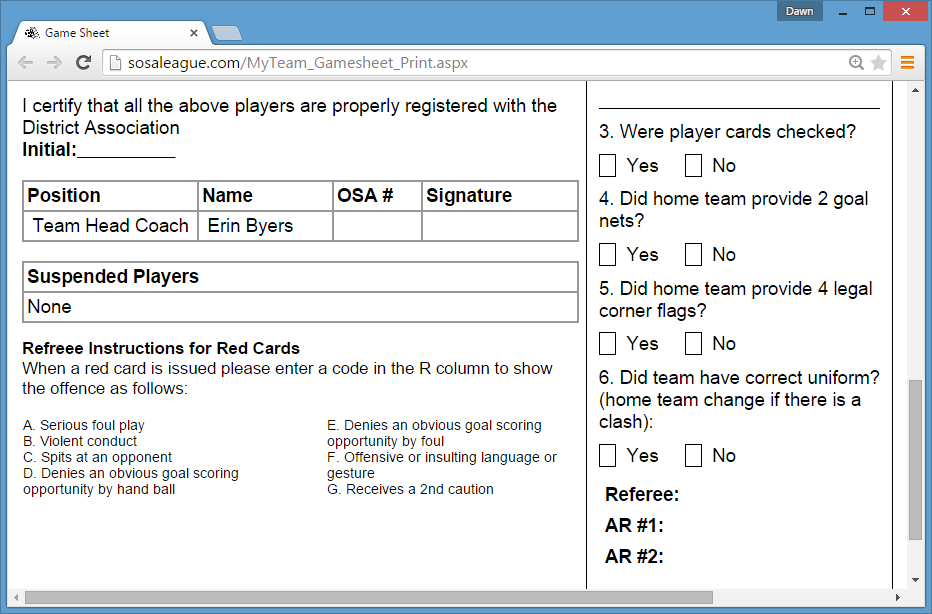 Dawn
Game Sheet
sosaleague.com/MyTeam_Gamesheet_Print.aspx
I certify that all the above players are properly registered with the
District Association
Initial:__________
Position Name OSA # Signature
Team Head Coach Erin Byers
Suspended Players
None
Refreee Instructions for Red Cards
When a red card is issued please enter a code in the R column to show
the offence as follows:
A. Serious foul play
B. Violent conduct
C. Spits at an opponent
D. Denies an obvious goal scoring
opportunity by hand ball
E. Denies an obvious goal scoring
opportunity by foul
F. Offensive or insulting language or
gesture
G. Receives a 2nd caution
3. Were player cards checked?
Yes No
4. Did home team provide 2 goal
nets?
Yes No
5. Did home team provide 4 legal
corner flags?
Yes No
6. Did team have correct uniform?
(home team change if there is a
clash):
Yes No
Referee:
AR #1:
AR #2: